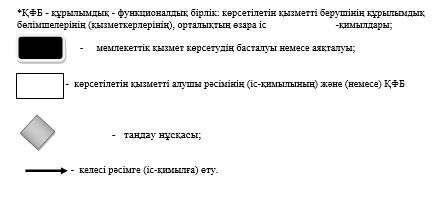 *ҚФБ - құрылымдық - функционалдық бірлік: көрсетілетін қызметті берушінің құрылымдық
бөлімшелерінің (қызметкерлерінің), орталықтың өзара іс -қимылдары;
- мемлекеттік қызмет көрсетудің басталуы немесе аяқталуы;
- көрсетілетін қызметті алушы рәсімінің (іс-қимылының) және (немесе) ҚФБ
- таңдау нұсқасы;
- келесі рәсімге (іс-қимылға) өту.